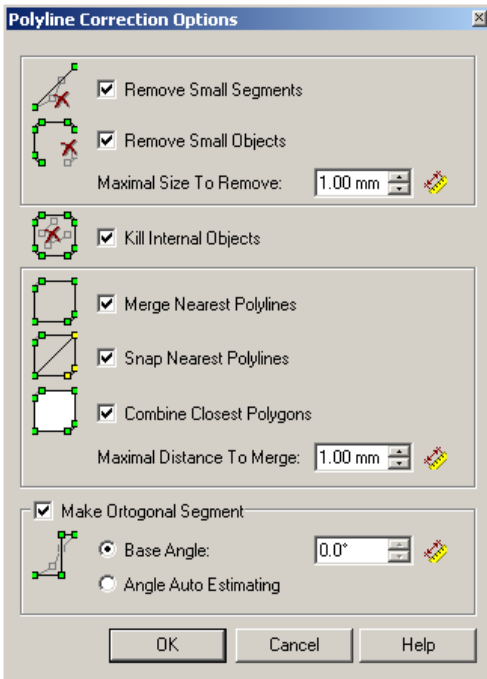 Polyline Correction Options
Remove Small Segments
Remove Small Objects
Maximal Size To Remove: 1.00 mm
Kill Internal Objects
Merge Nearest Polylines
Snap Nearest Polylines
Combine Closest Polygons
Maximal Distance To Merge: 1.00 mm
Make Ortogonal Segment
Base Angle: 0.0°
Angle Auto Estimating
OK Cancel Help